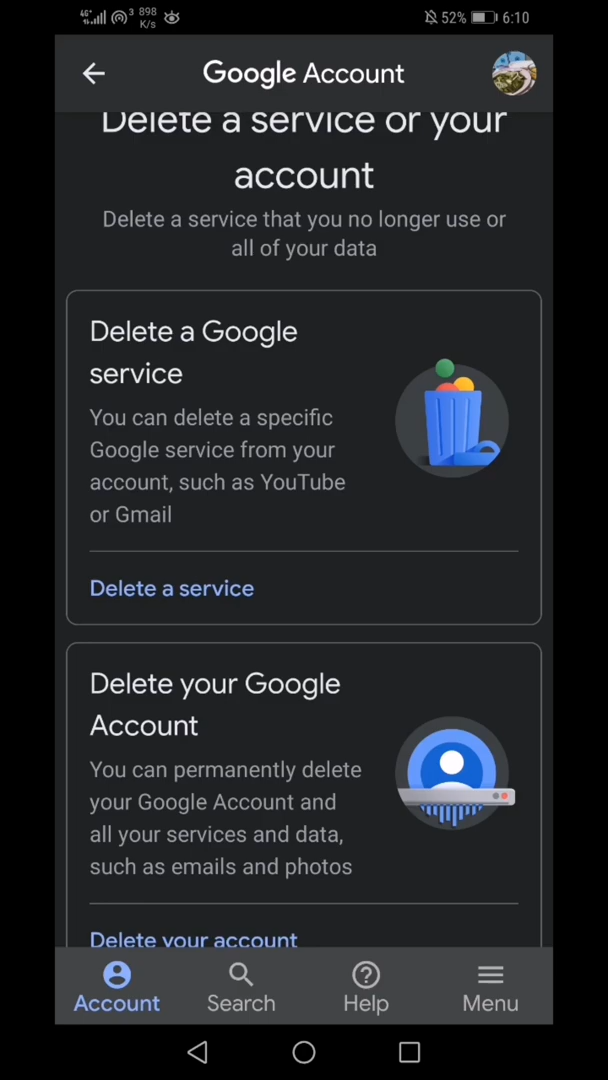 4G 3 898 K/s 52% 6:10
Google Account
Delete a service or your
account
Delete a service that you no longer use or
all of your data
Delete a Google
service
You can delete a specific
Google service from your
account, such as YouTube
or Gmail
Delete a service
Delete your Google
Account
You can permanently delete
your Google Account and
all your services and data,
such as emails and photos
Delete your account
Account Search Help Menu